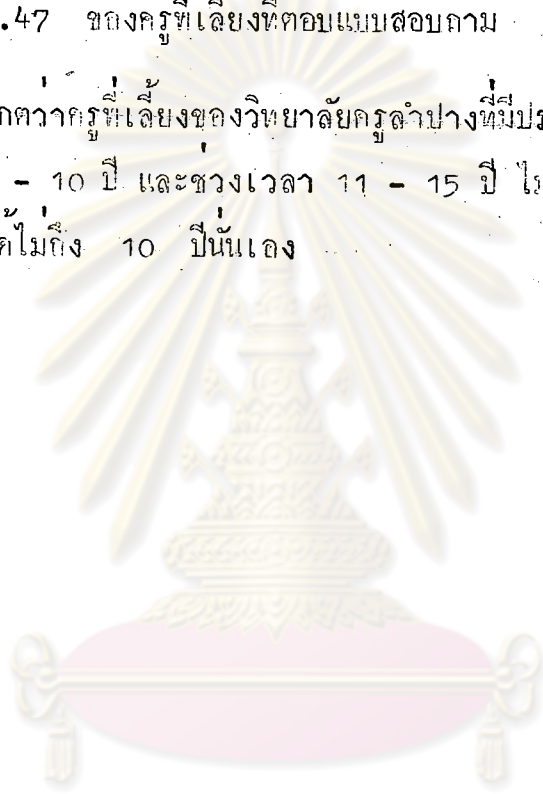 .47 ของครูพี่เลี้ยงที่ตอบแบบสอบถาม
กตว่าครูพี่เลี้ยงของวิทยาลัยครูลำปางที่มีปร
- 10 ปี และช่วงเวลา 11 - 15 ปี ไ
ดไม่ถึง 10 ปีนั่นเอง